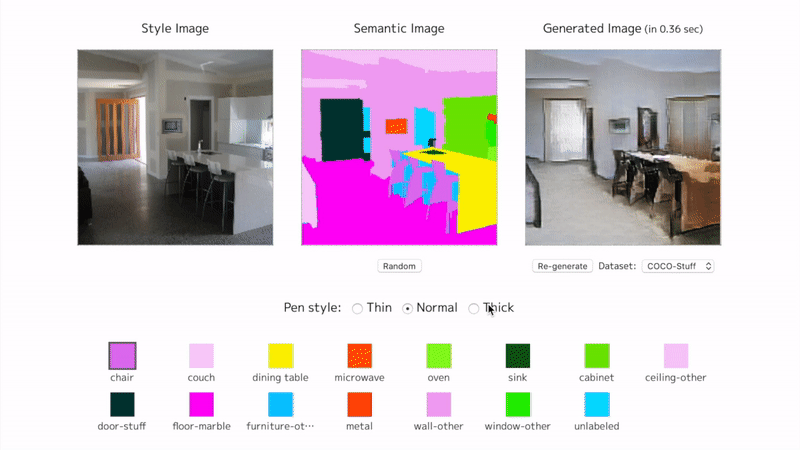 Style Image Semantic Image Generated Image (in 0.36 sec)
Random Re-generate Dataset: COCO-Stuff
Pen style: Thin Normal Thick
chair couch dining table microwave oven sink cabinet ceiling-other
door-stuff floor-marble furniture-ot··· metal wall-other window-other unlabeled